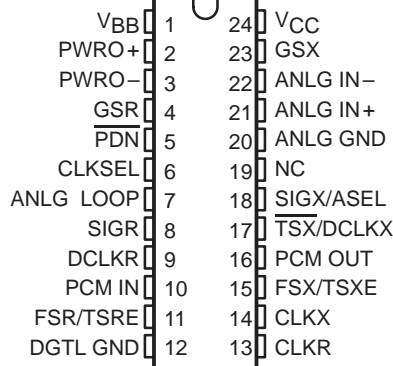 VBB 1 24 VCC
PWRO+ 2 23 GSX
PWRO− 3 22 ANLG IN−
GSR 4 21 ANLG IN+
PDN 5 20 ANLG GND
CLKSEL 6 19 NC
ANLG LOOP 7 18 SIGX/ASEL
SIGR 8 17 TSX/DCLKX
DCLKR 9 16 PCM OUT
PCM IN 10 15 FSX/TSXE
FSR/TSRE 11 14 CLKX
DGTL GND 12 13 CLKR